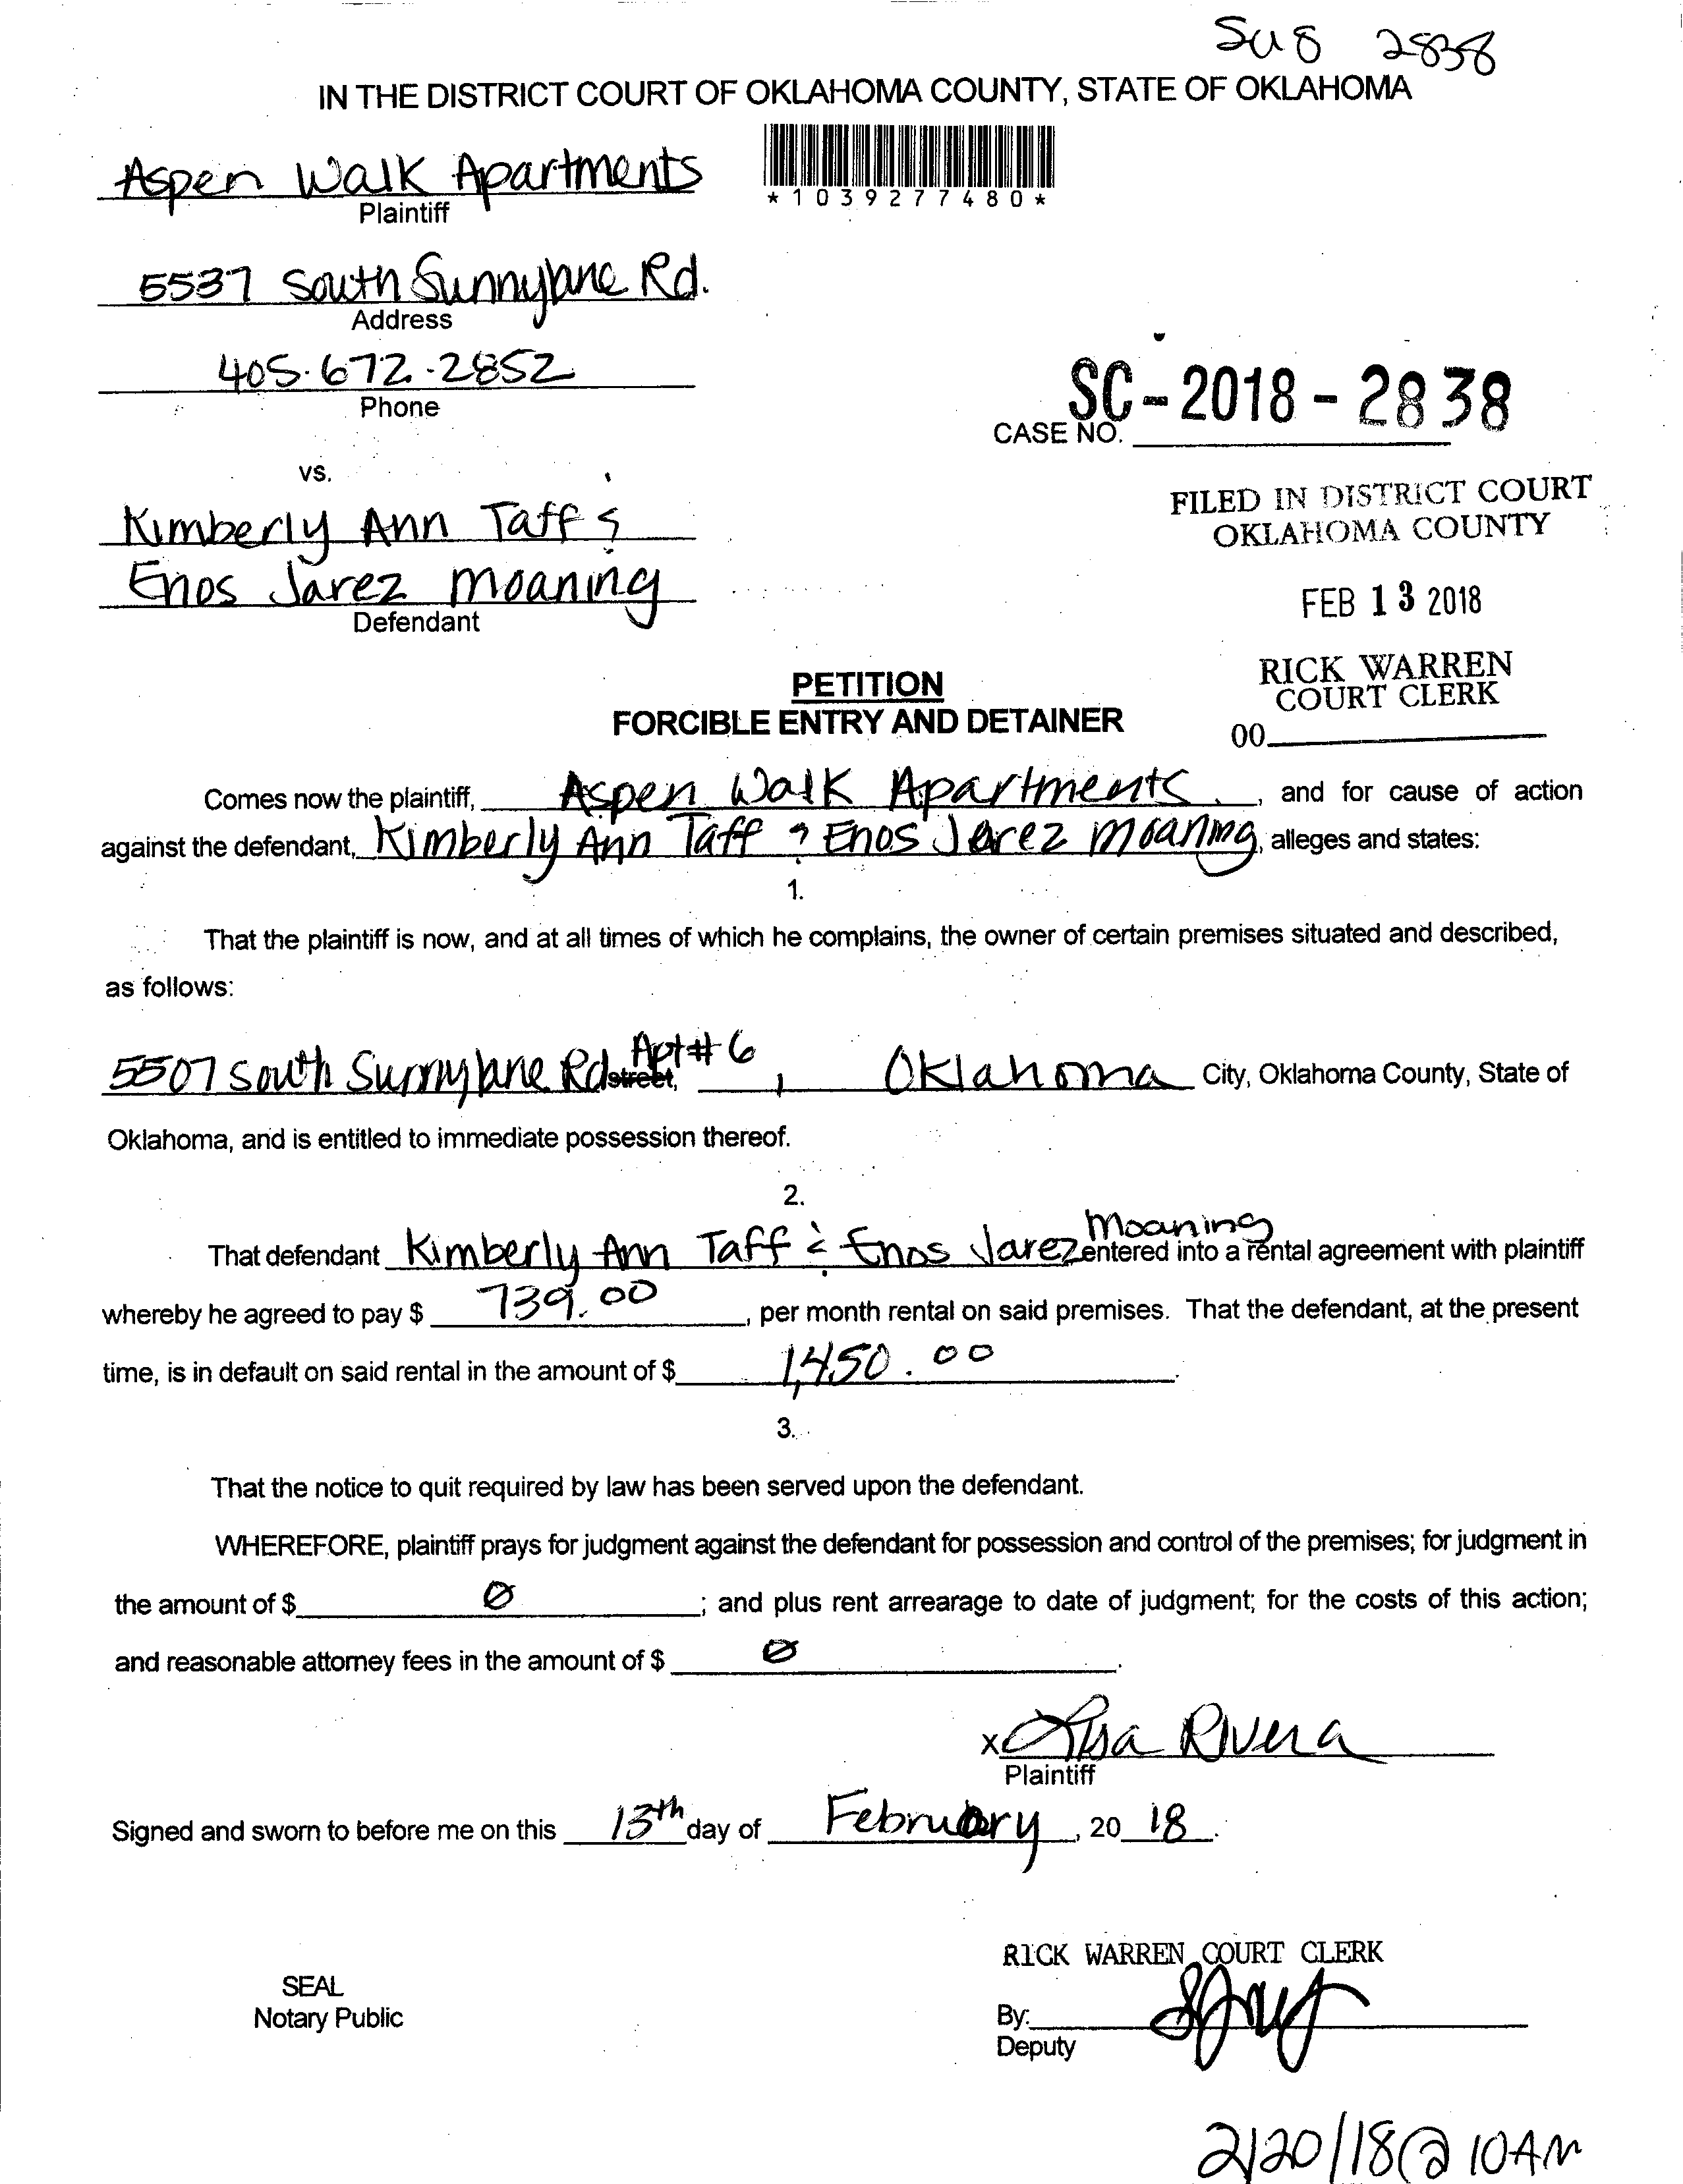 2838
IN THE DISTRICT COURT OF OKLAHOMA COUNTY, STATE OF OKLAHOMA
Aspen Walk Apartments
Plaintiff
*1039277480*
5537 South Sunnylane Rd.
Address
405.672.2852
Phone
SC-2018-2838
CASE NO.
vs.
FILED IN DISTRICT COURT
OKLAHOMA COUNTY
Kimberly Ann Taff &
Enos Jarez Moaning
Defendant
FEB 13 2018
RICK WARREN
COURT CLERK
00
PETITION
FORCIBLE ENTRY AND DETAINER
Comes now the plaintiff, Aspen Walk Apartments, and for cause of action
against the defendant, Kimberly Ann Taff & Enos Jarez Moaning, alleges and states:
1.
That the plaintiff is now, and at all times of which he complains, the owner of certain premises situated and described,
as follows:
5507 South Sunnylane Rd street, Apt# 6, Oklahoma City, Oklahoma County, State of
Oklahoma, and is entitled to immediate possession thereof.
2.
That defendant Kimberly Ann Taff & Enos Jarez Moaning entered into a rental agreement with plaintiff
whereby he agreed to pay $ 739.00, per month rental on said premises. That the defendant, at the present
time, is in default on said rental in the amount of $ 1,450.00.
3.
That the notice to quit required by law has been served upon the defendant.
WHEREFORE, plaintiff prays for judgment against the defendant for possession and control of the premises; for judgment in
the amount of $ Ø; and plus rent arrearage to date of judgment; for the costs of this action;
and reasonable attorney fees in the amount of $ Ø.
x Lisa Rivera
Plaintiff
Signed and sworn to before me on this 13th day of February, 20 18.
RICK WARREN COURT CLERK
SEAL
Notary Public
By:
Deputy
2/20/18 @ 10AM